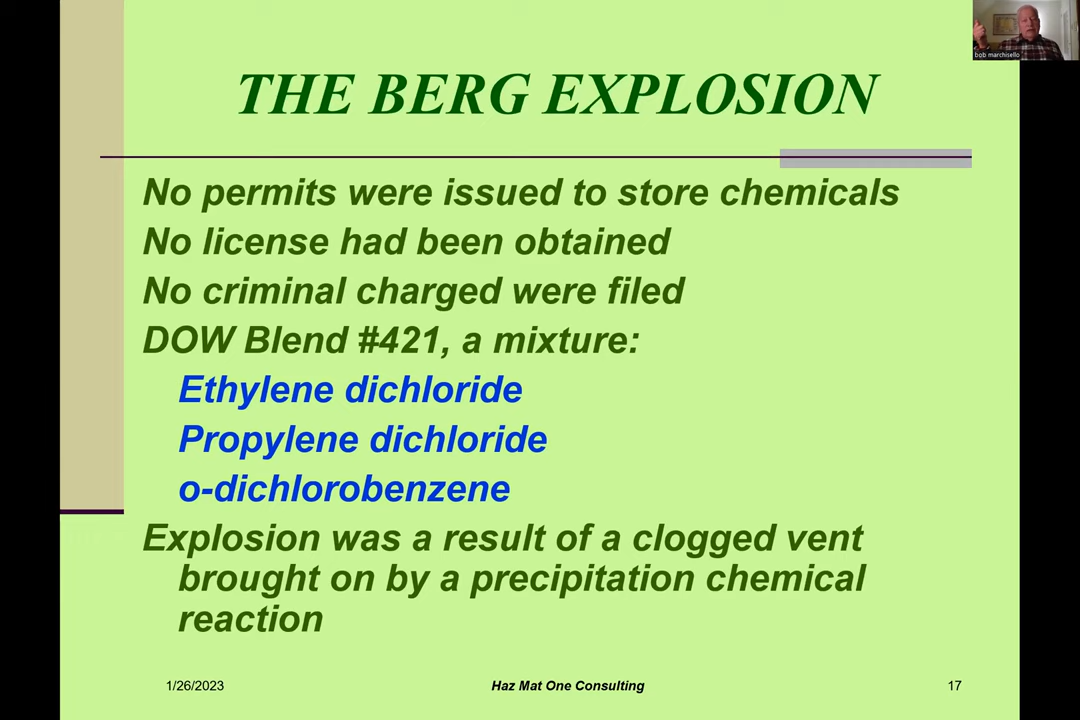 THE BERG EXPLOSION
No permits were issued to store chemicals
No license had been obtained
No criminal charged were filed
DOW Blend #421, a mixture:
Ethylene dichloride
Propylene dichloride
o-dichlorobenzene
Explosion was a result of a clogged vent
brought on by a precipitation chemical
reaction
1/26/2023
Haz Mat One Consulting
17
bob marchisello